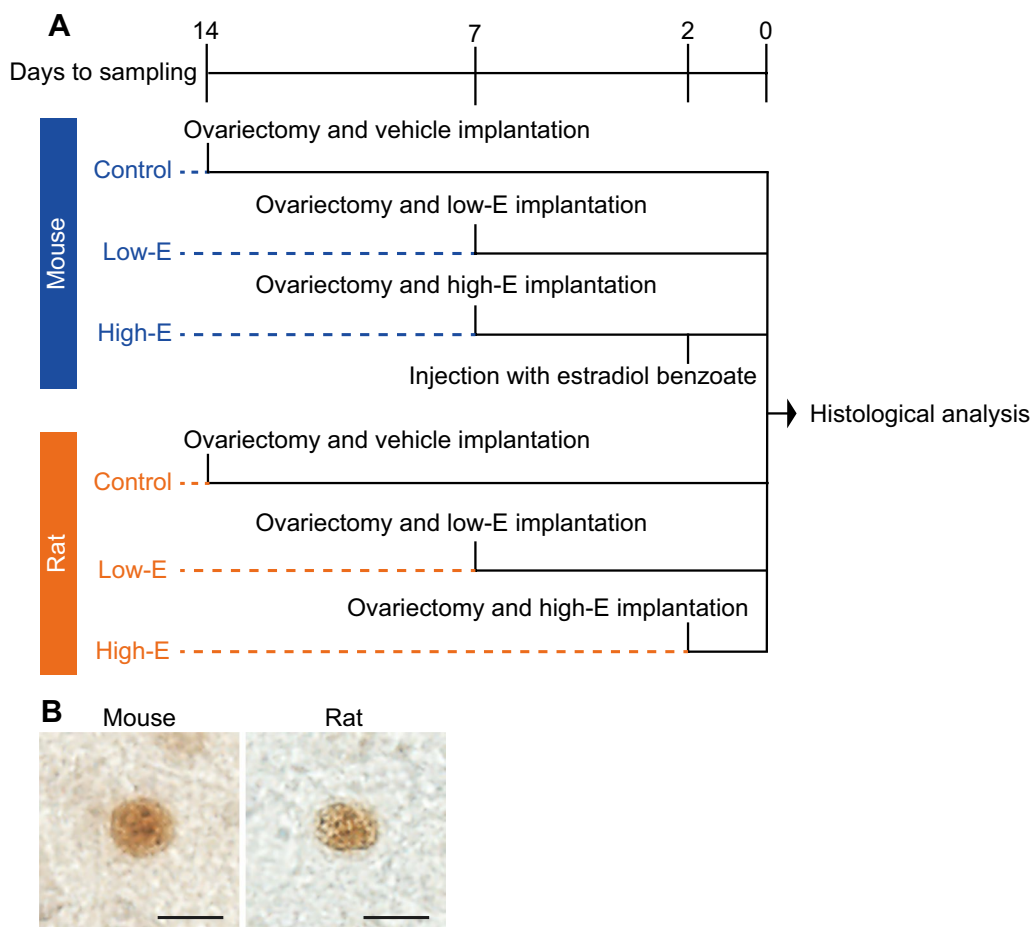 A
14 7 2 0
Days to sampling
Mouse
Ovariectomy and vehicle implantation
Control
Ovariectomy and low-E implantation
Low-E
Ovariectomy and high-E implantation
High-E
Injection with estradiol benzoate
Histological analysis
Rat
Ovariectomy and vehicle implantation
Control
Ovariectomy and low-E implantation
Low-E
Ovariectomy and high-E implantation
High-E
B
Mouse Rat